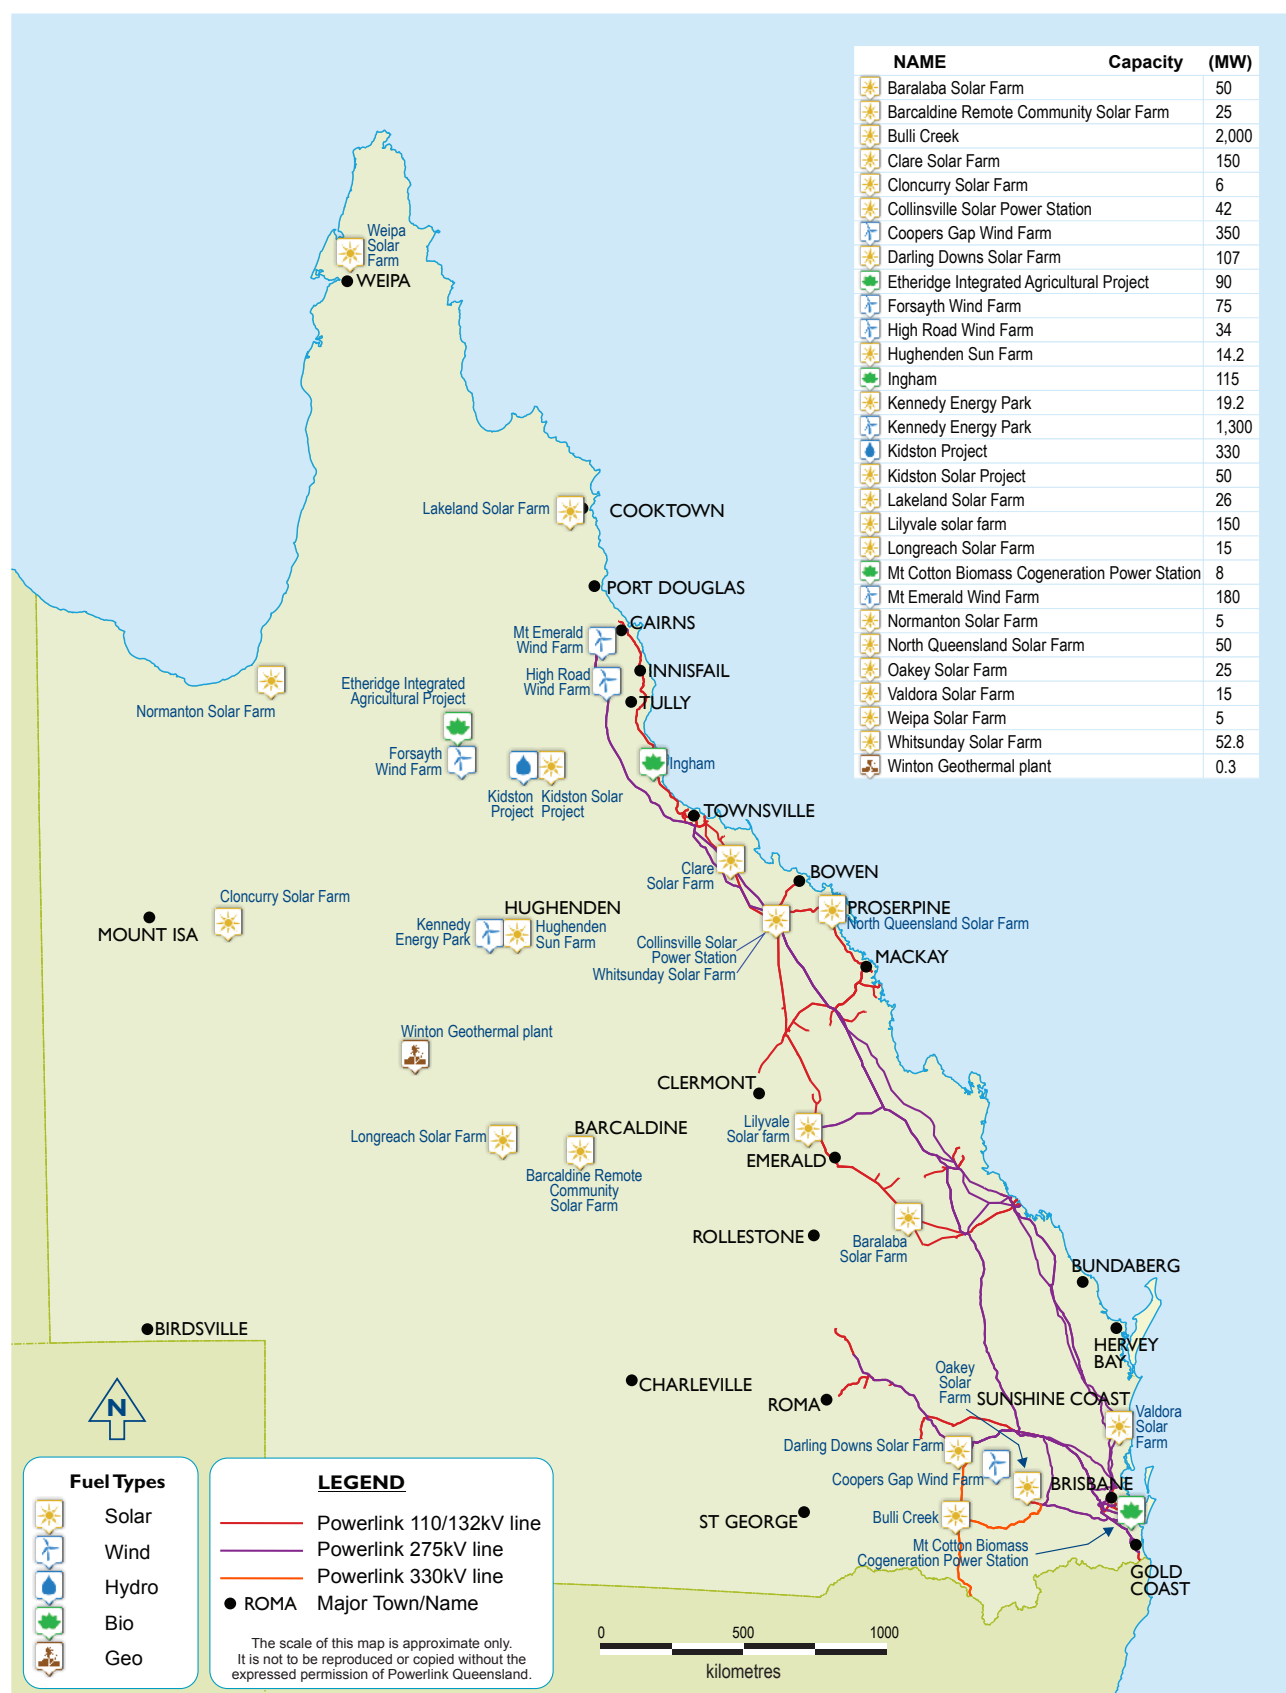 NAME Capacity (MW)
Baralaba Solar Farm 50
Barcaldine Remote Community Solar Farm 25
Bulli Creek 2,000
Clare Solar Farm 150
Cloncurry Solar Farm 6
Collinsville Solar Power Station 42
Coopers Gap Wind Farm 350
Darling Downs Solar Farm 107
Etheridge Integrated Agricultural Project 90
Forsayth Wind Farm 75
High Road Wind Farm 34
Hughenden Sun Farm 14.2
Ingham 115
Kennedy Energy Park 19.2
Kennedy Energy Park 1,300
Kidston Project 330
Kidston Solar Project 50
Lakeland Solar Farm 26
Lilyvale solar farm 150
Longreach Solar Farm 15
Mt Cotton Biomass Cogeneration Power Station 8
Mt Emerald Wind Farm 180
Normanton Solar Farm 5
North Queensland Solar Farm 50
Oakey Solar Farm 25
Valdora Solar Farm 15
Weipa Solar Farm 5
Whitsunday Solar Farm 52.8
Winton Geothermal plant 0.3
Weipa
Solar
Farm
WEIPA
Lakeland Solar Farm
COOKTOWN
PORT DOUGLAS
CAIRNS
Mt Emerald
Wind Farm
INNISFAIL
High Road
Wind Farm
TULLY
Etheridge Integrated
Agricultural Project
Normanton Solar Farm
Forsayth
Wind Farm
Ingham
Kidston
Project
Kidston Solar
Project
TOWNSVILLE
Clare
Solar Farm
BOWEN
Cloncurry Solar Farm
MOUNT ISA
HUGHENDEN
Kennedy
Energy Park
Hughenden
Sun Farm
PROSERPINE
North Queensland Solar Farm
Collinsville Solar
Power Station
Whitsunday Solar Farm
MACKAY
Winton Geothermal plant
CLERMONT
Longreach Solar Farm
BARCALDINE
Barcaldine Remote
Community
Solar Farm
Lilyvale
Solar farm
EMERALD
ROLLESTONE
Baralaba
Solar Farm
BUNDABERG
BIRDSVILLE
HERVEY
BAY
CHARLEVILLE
Oakey
Solar
Farm
SUNSHINE COAST
ROMA
Valdora
Solar
Farm
Darling Downs Solar Farm
Coopers Gap Wind Farm
BRISBANE
ST GEORGE
Bulli Creek
Mt Cotton Biomass
Cogeneration Power Station
GOLD
COAST
N
Fuel Types
Solar
Wind
Hydro
Bio
Geo
LEGEND
Powerlink 110/132kV line
Powerlink 275kV line
Powerlink 330kV line
ROMA Major Town/Name
The scale of this map is approximate only.
It is not to be reproduced or copied without the
expressed permission of Powerlink Queensland.
0 500 1000
kilometres